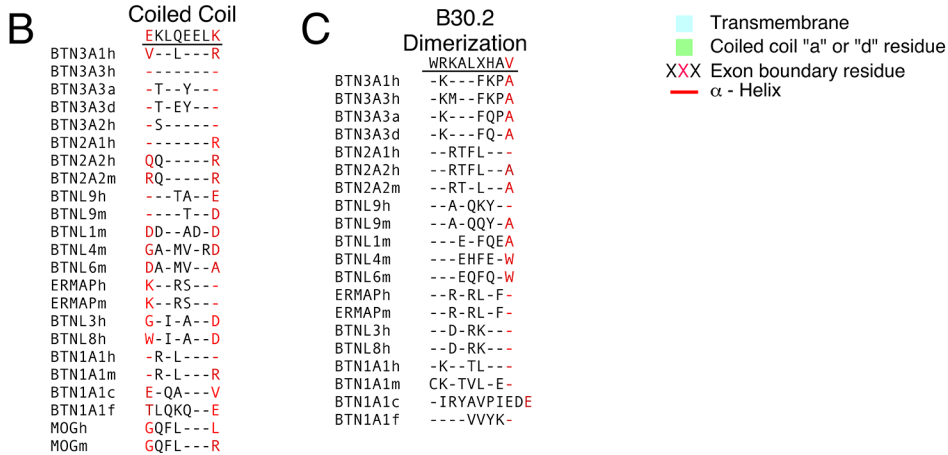 B
Coiled Coil
EKLQEELK
BTN3A1h V--L---R
BTN3A3h --------
BTN3A3a -T--Y---
BTN3A3d -T-EY---
BTN3A2h -S------
BTN2A1h -------R
BTN2A2h QQ-----R
BTN2A2m RQ-----R
BTNL9h ---TA--E
BTNL9m ----T--D
BTNL1m DD--AD-D
BTNL4m GA-MV-RD
BTNL6m DA-MV--A
ERMAPh K--RS---
ERMAPm K--RS---
BTNL3h G-I-A--D
BTNL8h W-I-A--D
BTN1A1h -R-L----
BTN1A1m -R-L---R
BTN1A1c E-QA---V
BTN1A1f TLQKQ--E
MOGh GQFL---L
MOGm GQFL---R
C
B30.2
Dimerization
WRKALXHAV
BTN3A1h -K---FKPA
BTN3A3h -KM--FKPA
BTN3A3a -K---FQPA
BTN3A3d -K---FQ-A
BTN2A1h --RTFL---
BTN2A2h --RTFL--A
BTN2A2m --RT-L--A
BTNL9h --A-QKY--
BTNL9m --A-QQY-A
BTNL1m ---E-FQEA
BTNL4m ---EHFE-W
BTNL6m ---EQFQ-W
ERMAPh --R-RL-F-
ERMAPm --R-RL-F-
BTNL3h --D-RK---
BTNL8h --D-RK---
BTN1A1h -K--TL---
BTN1A1m CK-TVL-E-
BTN1A1c -IRYAVPIEDE
BTN1A1f ----VVYK-
Transmembrane
Coiled coil "a" or "d" residue
XXX Exon boundary residue
α - Helix